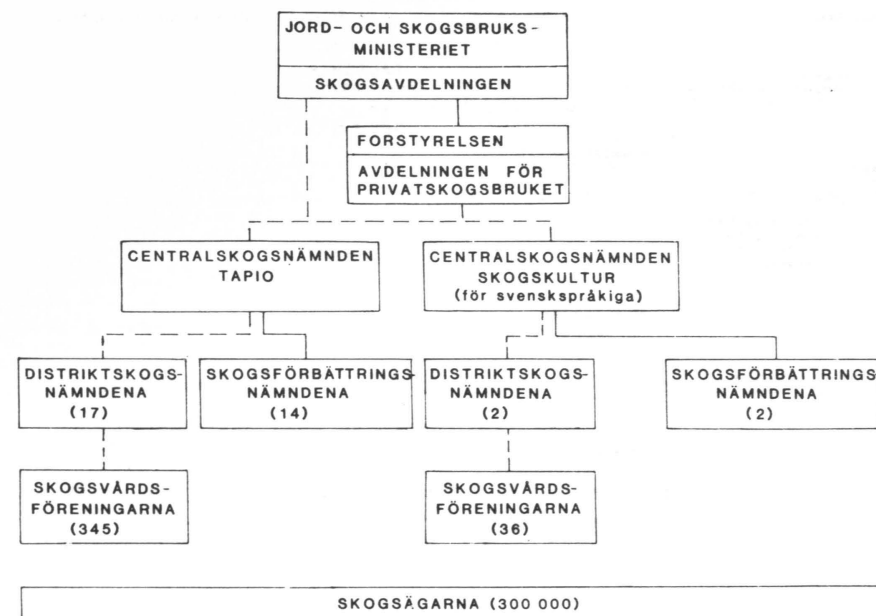 JORD- OCH SKOGSBRUKS-
MINISTERIET
SKOGSAVDELNINGEN
FORSTYRELSEN
AVDELNINGEN FÖR
PRIVATSKOGSBRUKET
CENTRALSKOGSNÄMNDEN
TAPIO
CENTRALSKOGSNÄMNDEN
SKOGSKULTUR
(för svenskspråkiga)
DISTRIKTSKOGS-
NÄMNDENA
(17)
SKOGSFÖRBÄTTRINGS-
NÄMNDENA
(14)
DISTRIKTSKOGS-
NÄMNDENA
(2)
SKOGSFÖRBÄTTRINGS
NÄMNDENA
(2)
SKOGSVÅRDS-
FÖRENINGARNA
(345)
SKOGSVÅRDS-
FÖRENINGARNA
(36)
SKOGSÄGARNA (300 000)